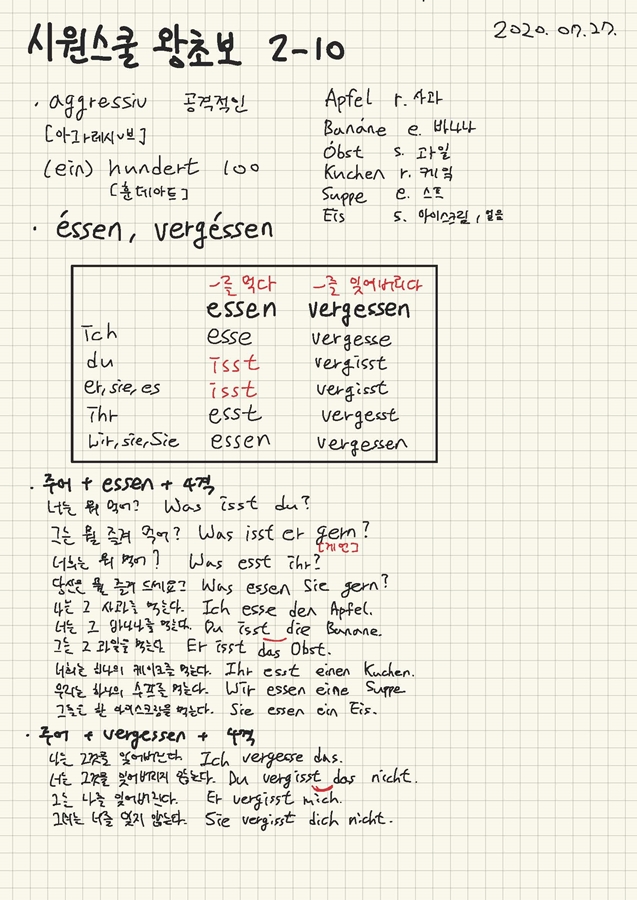 시원스쿨 왕초보 2-10
2020. 07. 27.
· aggressiv 공격적인
[아그레시브]
(ein) hundert 100
[훈데아트]
Apfel r. 사과
Banáne e. 바나나
Óbst s. 과일
Kuchen r. 케익
Suppe e. 스프
Eis s. 아이스크림, 얼음
· éssen, vergéssen
~를 먹다 ~를 잊어버리다
essen vergessen
ich esse vergesse
du isst vergisst
er, sie, es isst vergisst
ihr esst vergesst
wir, sie, Sie essen vergessen
· 주어 + essen + 4격
너는 뭐 먹어? Was isst du?
그는 뭘 즐겨 먹어? Was isst er gern?
[게언]
너희는 뭐 먹어? Was esst ihr?
당신은 뭘 즐겨 드세요? Was essen Sie gern?
나는 그 사과를 먹는다. Ich esse den Apfel.
너는 그 바나나를 먹는다. Du isst die Banane.
그는 그 과일을 먹는다 Er isst das Obst.
너희는 하나의 케이크를 먹는다. Ihr esst einen Kuchen.
우리는 하나의 수프를 먹는다. Wir essen eine Suppe
그들은 한 아이스크림을 먹는다. Sie essen ein Eis.
· 주어 + vergessen + 4격
나는 그것을 잊어버린다. Ich vergesse das.
너는 그것을 잊어버리지 않는다. Du vergisst das nicht.
그는 나를 잊어버린다. Er vergisst mich.
그녀는 너를 잊지 않는다. Sie vergisst dich nicht.